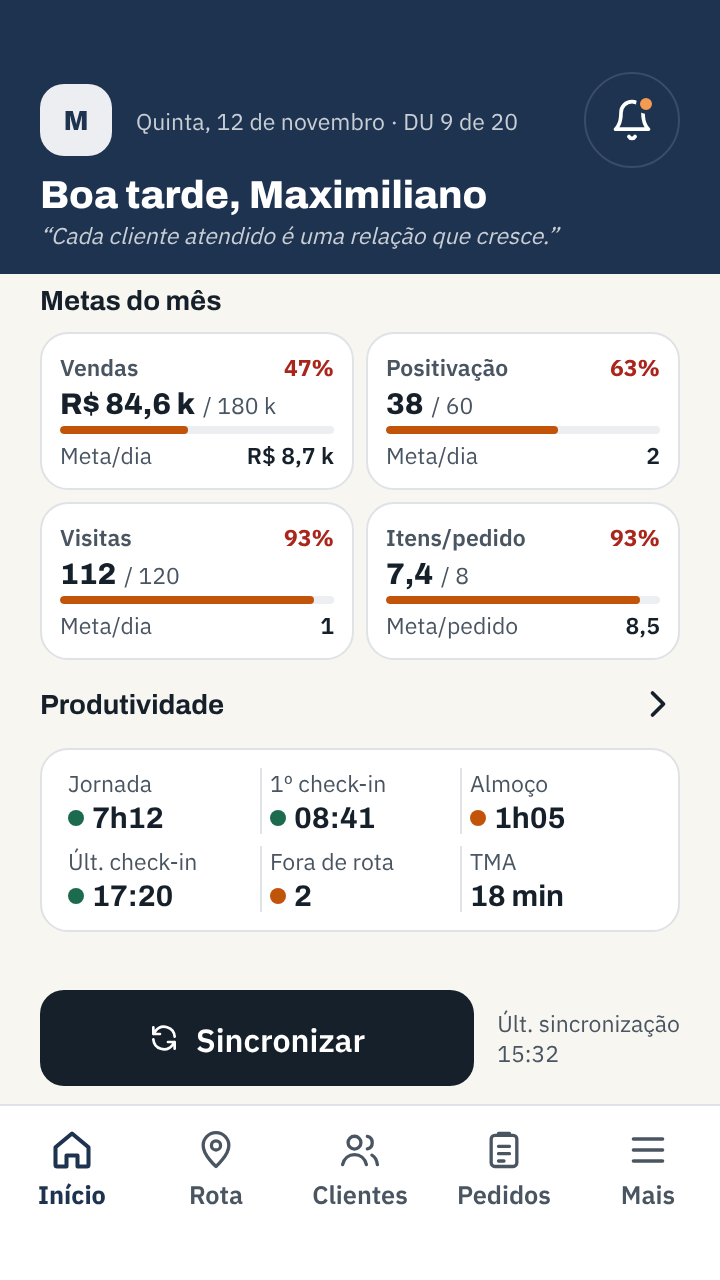 M
Quinta, 12 de novembro · DU 9 de 20
Boa tarde, Maximiliano
“Cada cliente atendido é uma relação que cresce.”
Metas do mês
Vendas 47%
R$ 84,6 k / 180 k
Meta/dia R$ 8,7 k
Positivação 63%
38 / 60
Meta/dia 2
Visitas 93%
112 / 120
Meta/dia 1
Itens/pedido 93%
7,4 / 8
Meta/pedido 8,5
Produtividade
Jornada
7h12
1º check-in
08:41
Almoço
1h05
Últ. check-in
17:20
Fora de rota
2
TMA
18 min
Sincronizar
Últ. sincronização
15:32
Início
Rota
Clientes
Pedidos
Mais